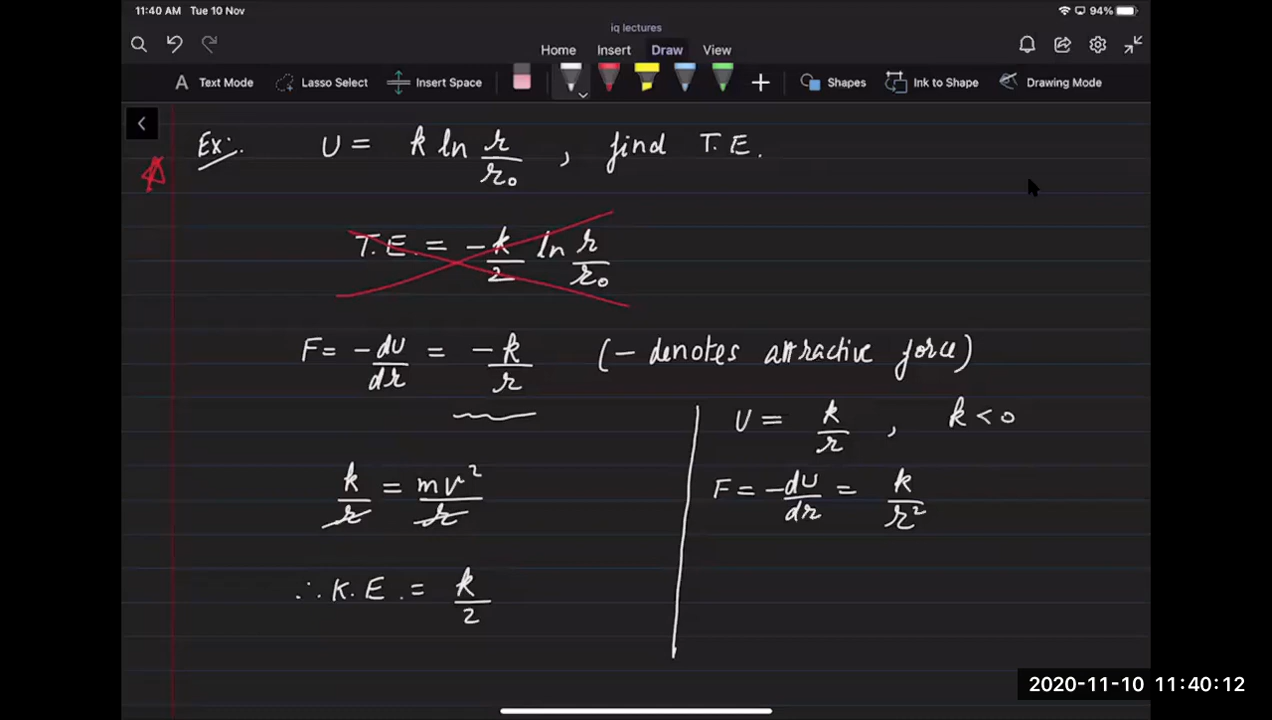 11:40 AM Tue 10 Nov
94%
iq lectures
Home Insert Draw View
Text Mode Lasso Select Insert Space Shapes Ink to Shape Drawing Mode
Ex:- U = k ln r/r₀ , find T.E.
T.E. = -k/2 ln r/r₀
F = -dU/dr = -k/r (- denotes attractive force)
k/r = mv²/r
∴ K.E. = k/2
U = k/r , k < 0
F = -dU/dr = k/r²
2020-11-10 11:40:12